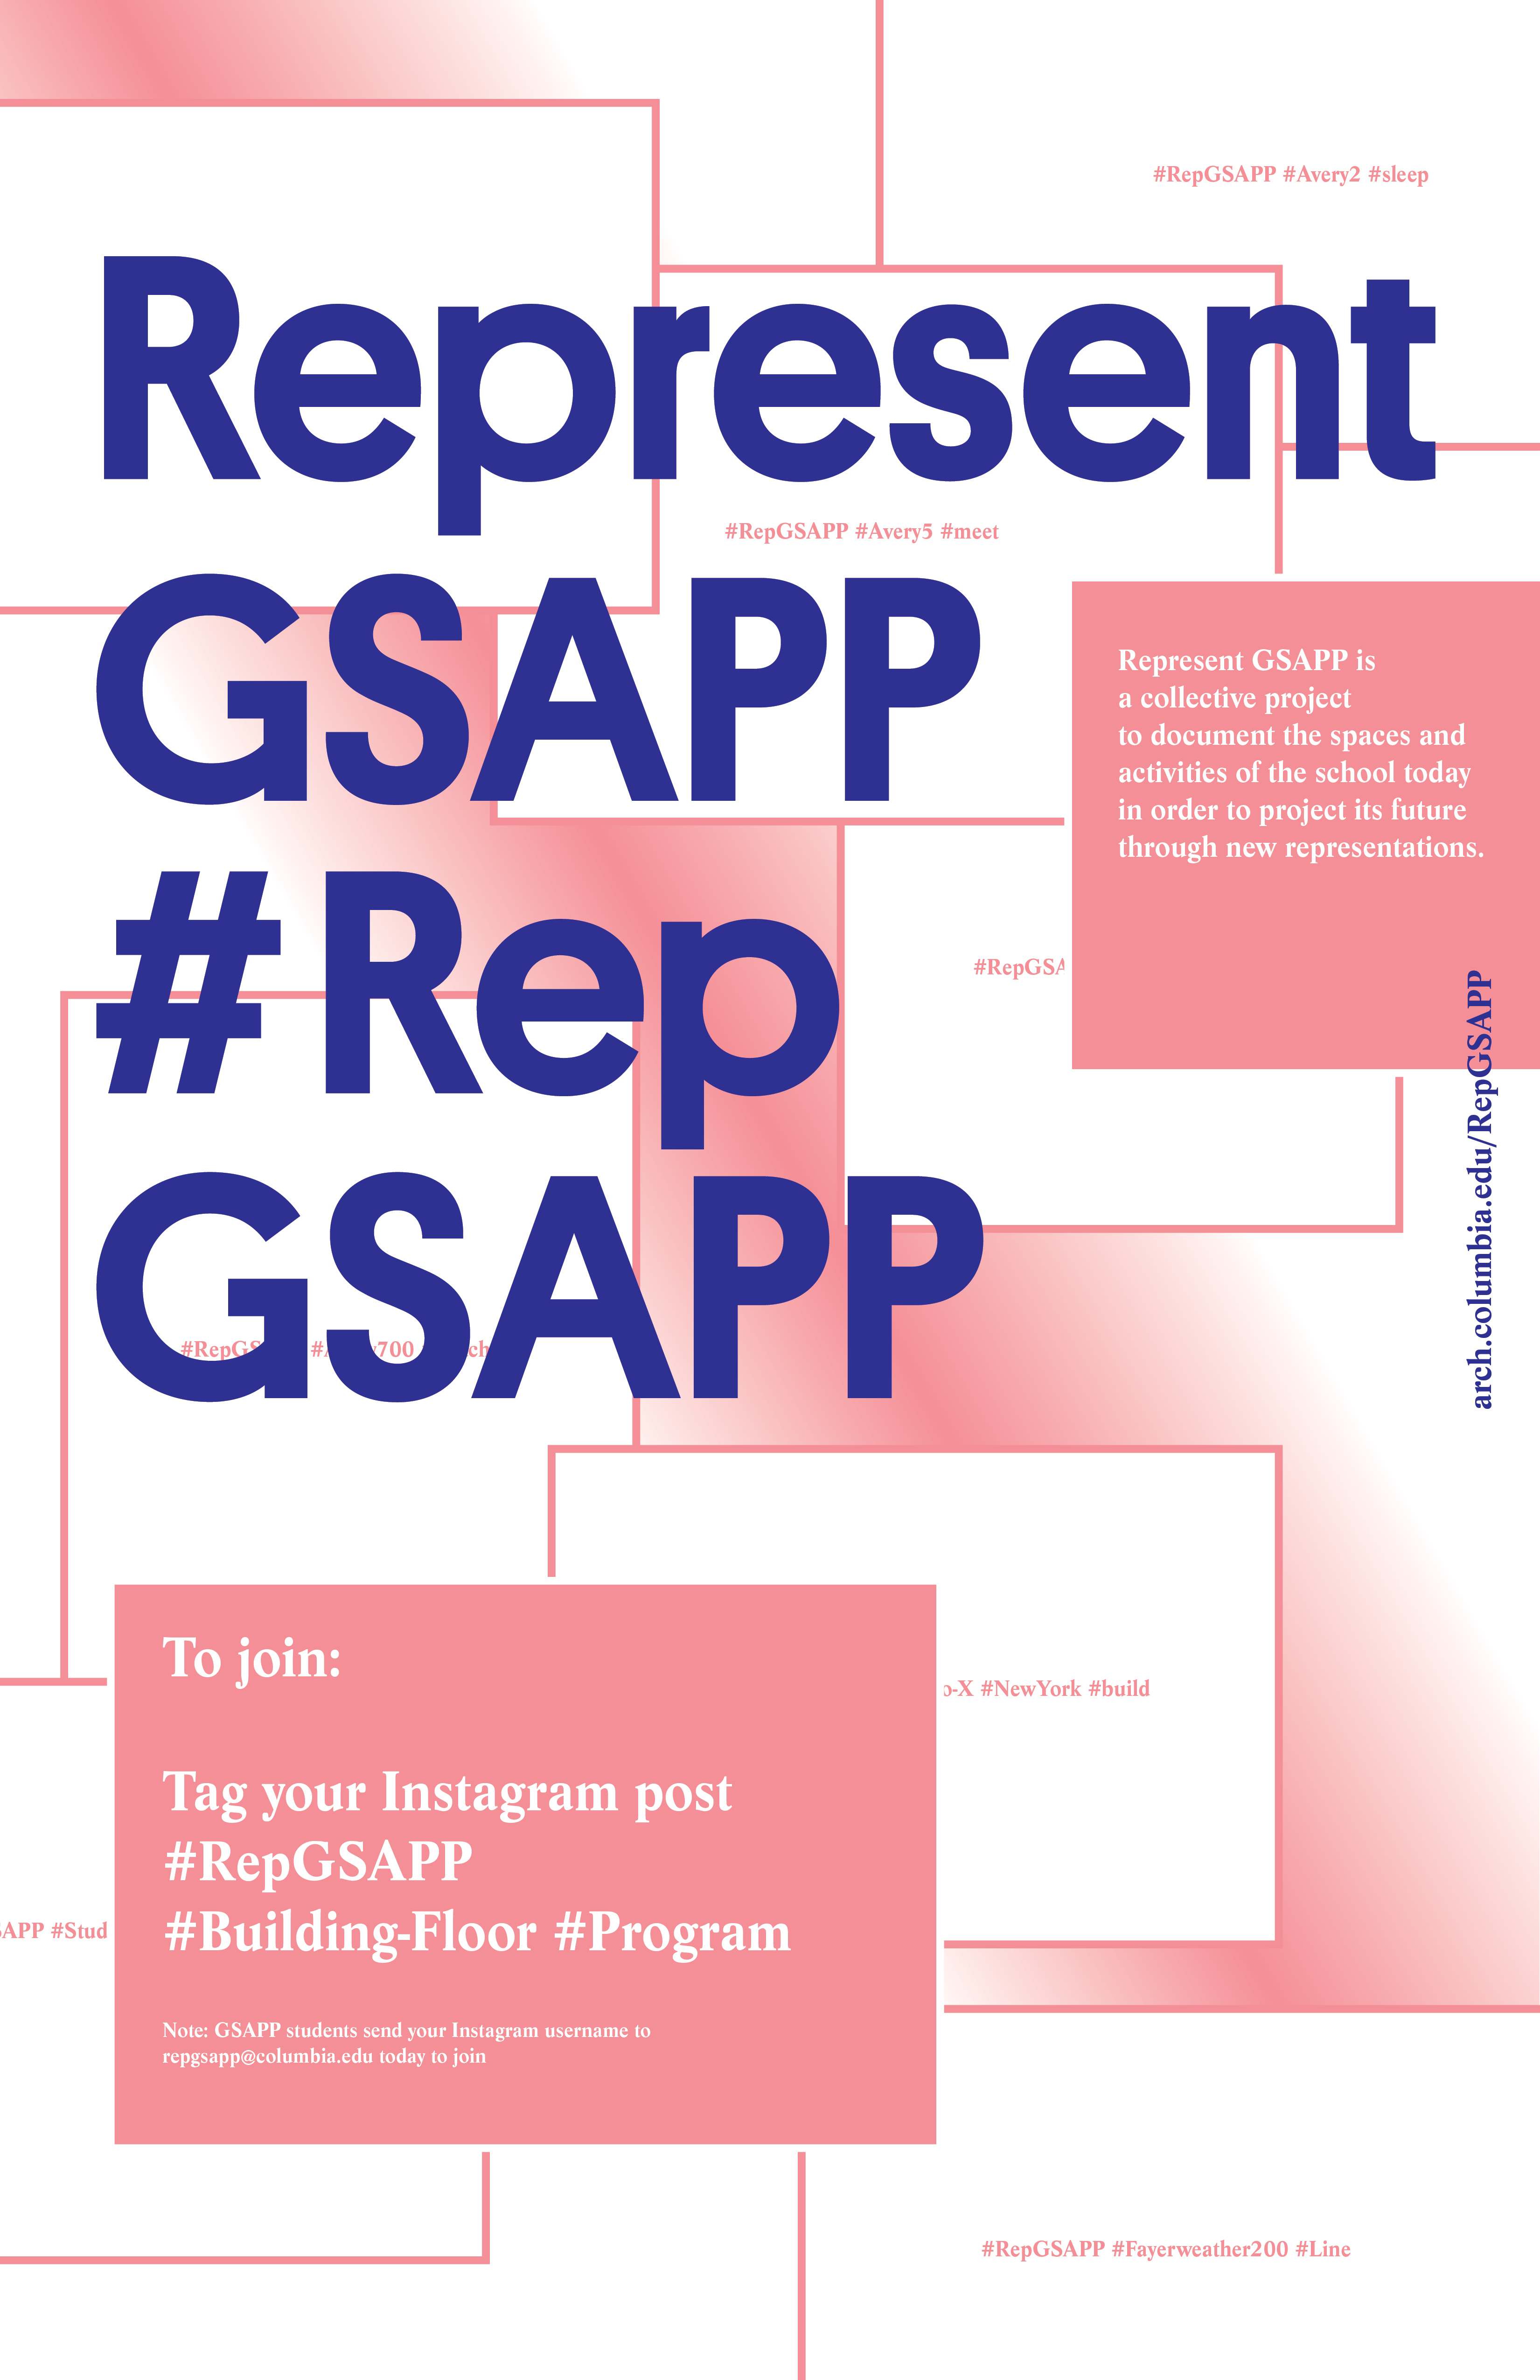 #RepGSAPP #Avery2 #sleep
Represent
#RepGSAPP #Avery5 #meet
GSAPP
Represent GSAPP is
a collective project
to document the spaces and
activities of the school today
in order to project its future
through new representations.
#Rep
#RepGSA
arch.columbia.edu/RepGSAPP
GSAPP
To join:
Tag your Instagram post
#RepGSAPP
#Building-Floor #Program
Note: GSAPP students send your Instagram username to
repgsapp@columbia.edu today to join
-X #NewYork #build
APP #Stud
#RepGSAPP #Fayerweather200 #Line